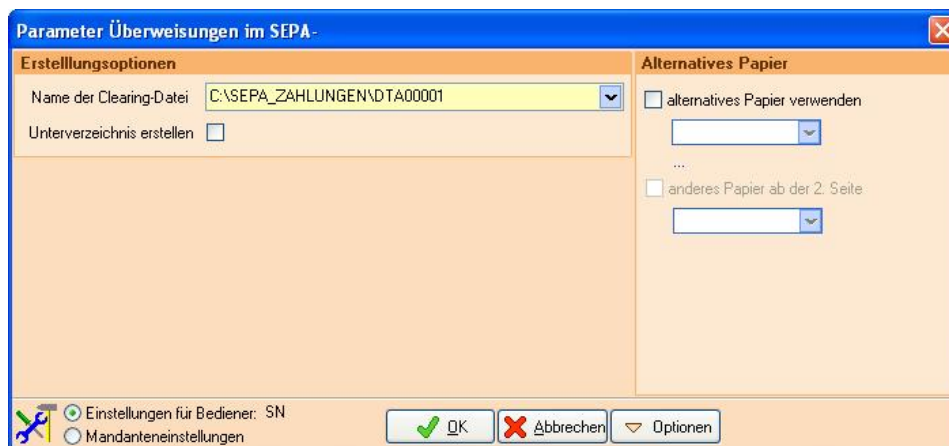 Parameter Überweisungen im SEPA-
Erstelllungsoptionen
Name der Clearing-Datei C:\SEPA_ZAHLUNGEN\DTA00001
Unterverzeichnis erstellen
Alternatives Papier
alternatives Papier verwenden
...
anderes Papier ab der 2. Seite
Einstellungen für Bediener: SN
Mandanteneinstellungen
OK Abbrechen Optionen